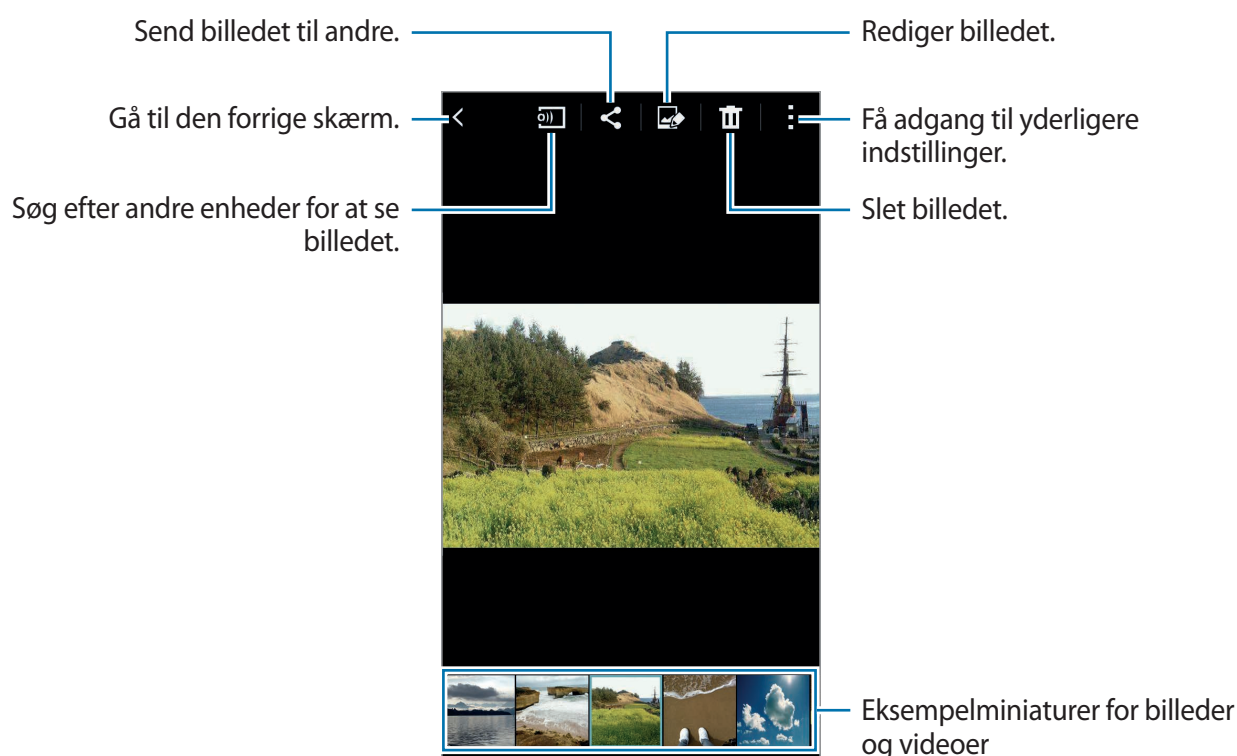 Send billedet til andre.
Rediger billedet.
Gå til den forrige skærm.
Få adgang til yderligere
indstillinger.
Søg efter andre enheder for at se
billedet.
Slet billedet.
Eksempelminiaturer for billeder
og videoer